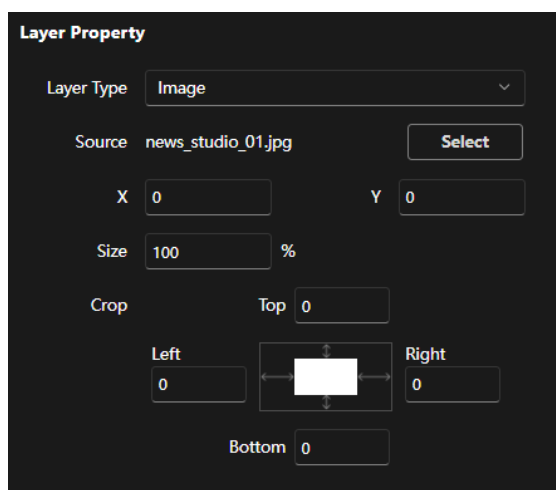 Layer Property
Layer Type Image
Source news_studio_01.jpg Select
X 0 Y 0
Size 100 %
Crop Top 0
Left Right
0 0
Bottom 0